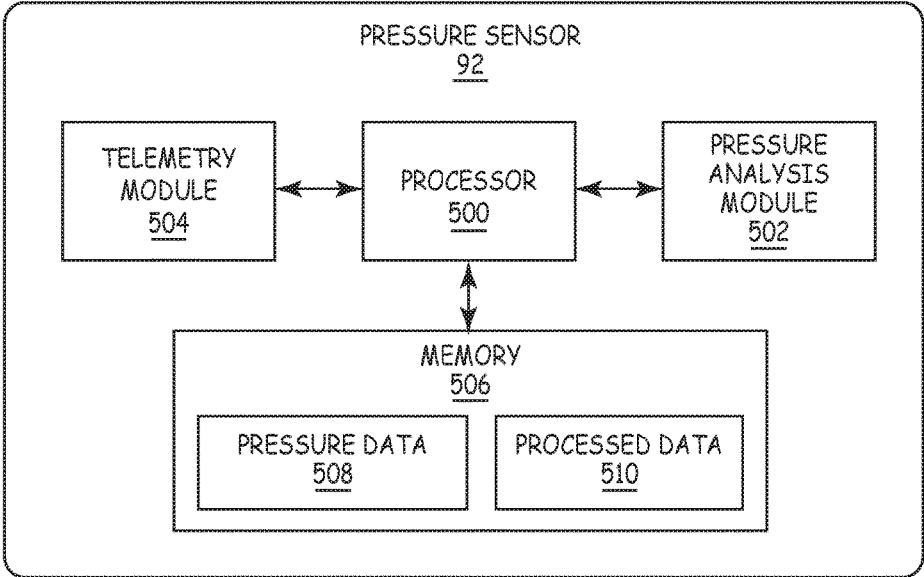 PRESSURE SENSOR
92
TELEMETRY
MODULE
504
PROCESSOR
500
PRESSURE
ANALYSIS
MODULE
502
MEMORY
506
PRESSURE DATA
508
PROCESSED DATA
510